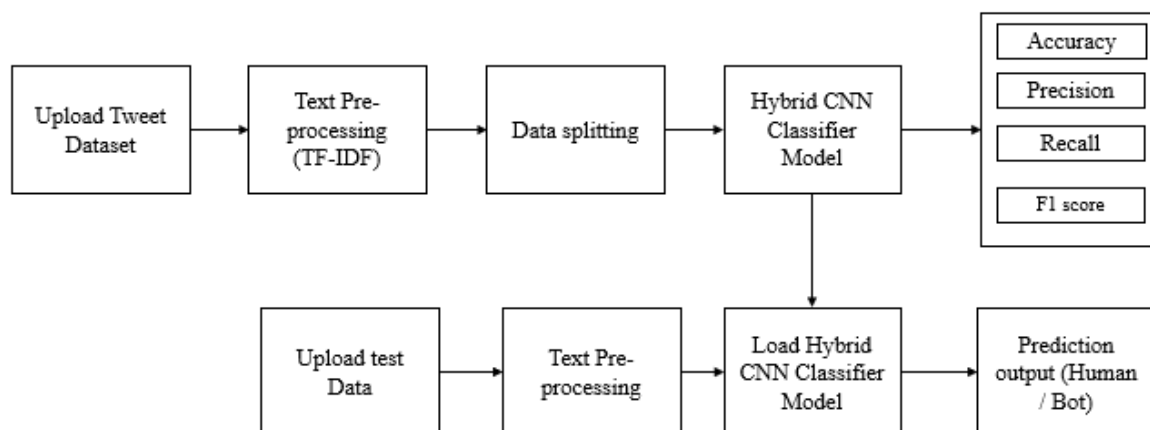 Upload Tweet
Dataset
Text Pre-
processing
(TF-IDF)
Data splitting
Hybrid CNN
Classifier
Model
Accuracy
Precision
Recall
F1 score
Upload test
Data
Text Pre-
processing
Load Hybrid
CNN Classifier
Model
Prediction
output (Human
/ Bot)